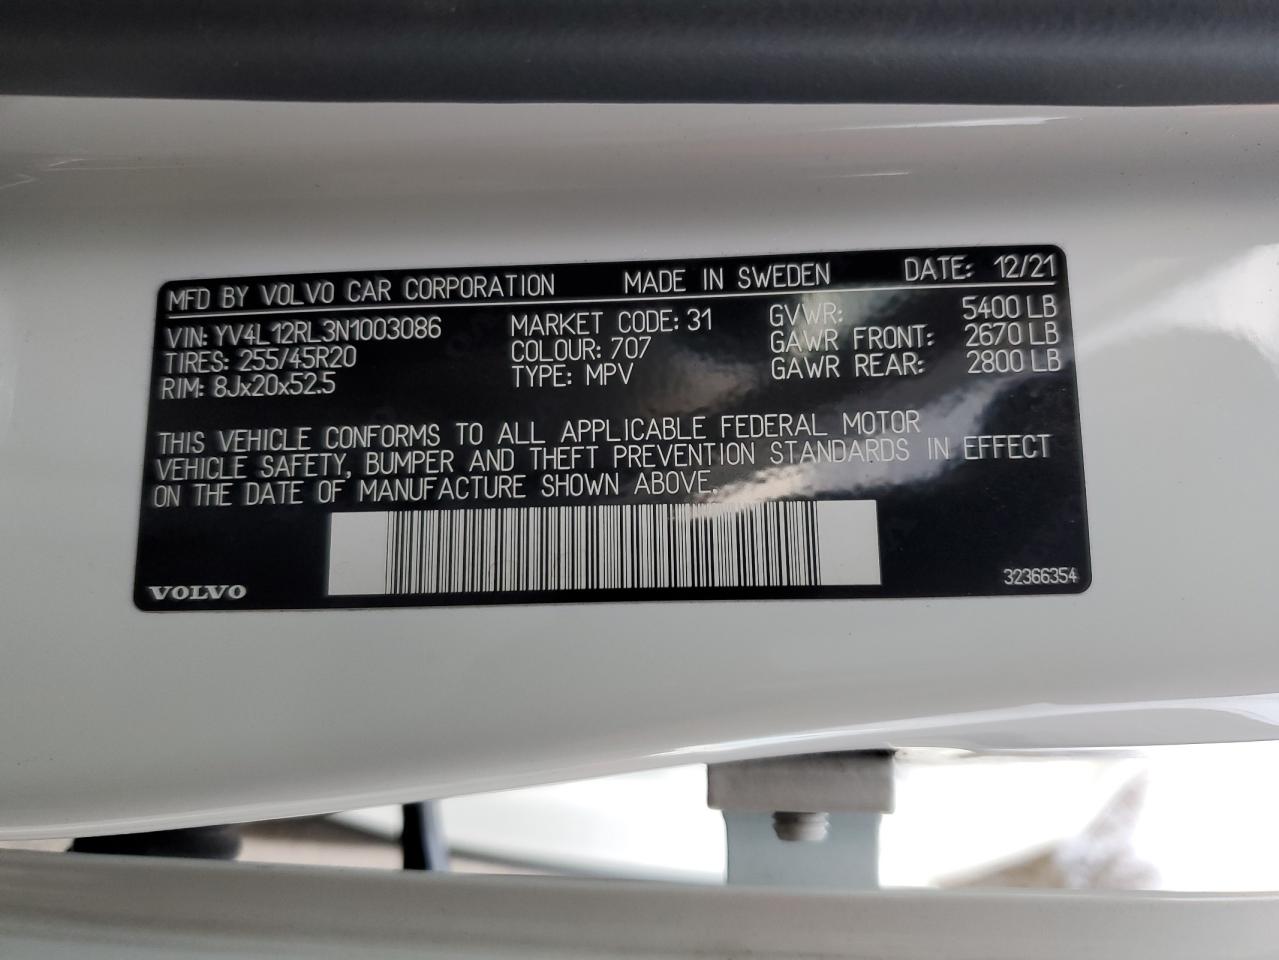 MFD BY VOLVO CAR CORPORATION MADE IN SWEDEN DATE: 12/21
VIN: YV4L12RL3N1003086 MARKET CODE: 31 GVWR: 5400 LB
TIRES: 255/45R20 COLOUR: 707 GAWR FRONT: 2670 LB
RIM: 8Jx20x52.5 TYPE: MPV GAWR REAR: 2800 LB
THIS VEHICLE CONFORMS TO ALL APPLICABLE FEDERAL MOTOR
VEHICLE SAFETY, BUMPER AND THEFT PREVENTION STANDARDS IN EFFECT
ON THE DATE OF MANUFACTURE SHOWN ABOVE.
VOLVO 32366354